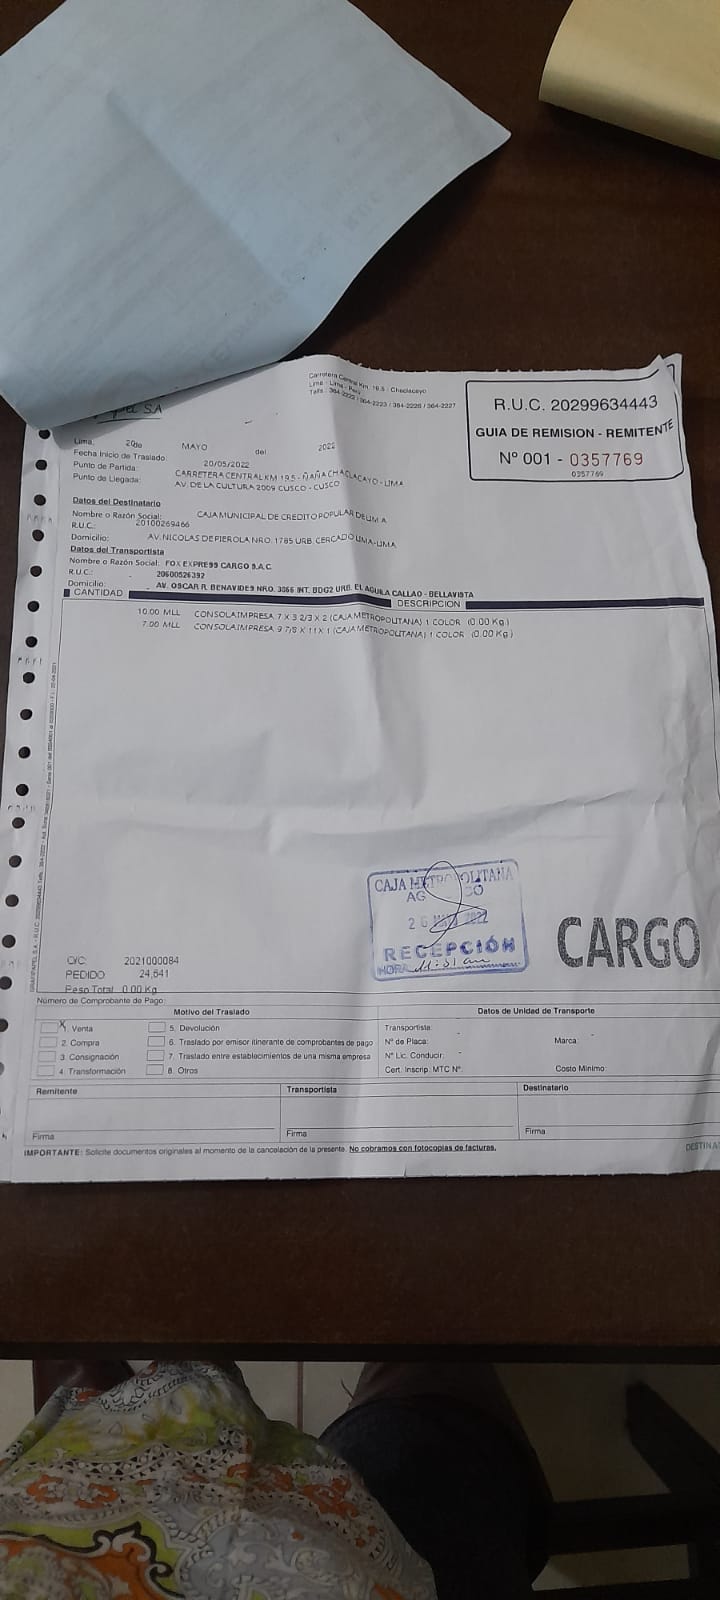 S.A
Carretera Central Km. 19.5 - Chaclacayo
Lima - Lima - Perú
Telfs.: 364-2222 / 364-2223 / 364-2226 / 364-2227
R.U.C. 20299634443
GUIA DE REMISION - REMITENTE
Nº 001 - 0357769
0357769
Lima, 20 de MAYO del 2022
Fecha Inicio de Traslado: 20/05/2022
Punto de Partida: CARRETERA CENTRAL KM 19.5 - ÑAÑA CHACLACAYO - LIMA
Punto de Llegada: AV. DE LA CULTURA 2009 CUSCO - CUSCO
Datos del Destinatario
Nombre o Razón Social: CAJA MUNICIPAL DE CREDITO POPULAR DE LIMA
R.U.C.: 20100269466
Domicilio: AV. NICOLAS DE PIEROLA NRO. 1785 URB. CERCADO LIMA-LIMA
Datos del Transportista
Nombre o Razón Social: FOX EXPRESS CARGO S.A.C.
R.U.C.: 20600526392
Domicilio: AV. OSCAR R. BENAVIDES NRO. 3866 INT. BDG2 URB. EL AGUILA CALLAO - BELLAVISTA
CANTIDAD DESCRIPCION
10.00 MLL CONSOLA IMPRESA 7 X 3 2/3 X 2 (CAJA METROPOLITANA) 1 COLOR (0.00 Kg)
7.00 MLL CONSOLA IMPRESA 9 7/8 X 11 X 1 (CAJA METROPOLITANA) 1 COLOR (0.00 Kg)
CAJA METROPOLITANA
AG CO
2022
RECEPCIÓN
HORA 11:31 am
CARGO
O/C: 2021000084
PEDIDO 24,641
Peso Total 0.00 Kg
Número de Comprobante de Pago:
Motivo del Traslado
Datos de Unidad de Transporte
X 1. Venta
5. Devolución
Transportista: -
2. Compra
6. Traslado por emisor itinerante de comprobantes de pago
Nº de Placa: -
Marca: -
3. Consignación
7. Traslado entre establecimientos de una misma empresa
Nº Lic. Conducir: -
4. Transformación
8. Otros
Cert. Inscrip. MTC Nº:
Costo Mínimo:
Remitente
Transportista
Destinatario
Firma
Firma
Firma
IMPORTANTE: Solicite documentos originales al momento de la cancelación de la presente. No cobramos con fotocopias de facturas.